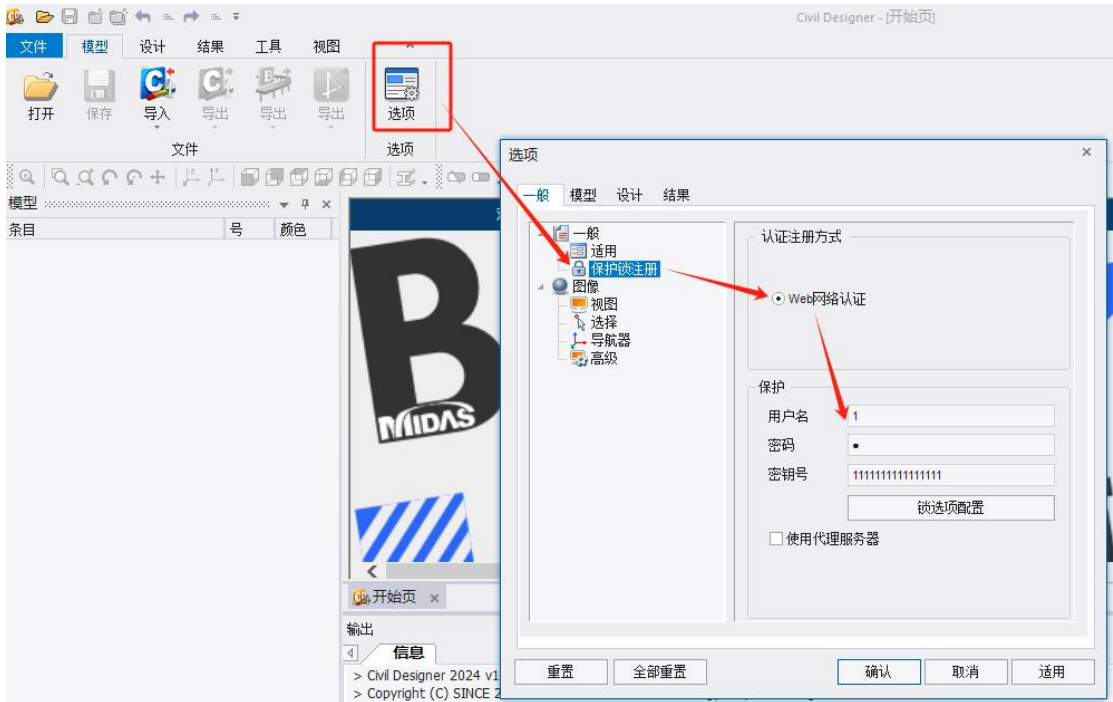 Civil Designer - [开始页]
文件 模型 设计 结果 工具 视图
打开 保存 导入 导出 导出 导出 选项
文件 选项
模型
条目 号 颜色
B
MIDAS
开始页
输出
信息
> Civil Designer 2024 v1
> Copyright (C) SINCE 2
选项
一般 模型 设计 结果
一般
适用
保护锁注册
图像
视图
选择
导航器
高级
认证注册方式
Web网络认证
保护
用户名 1
密码
密钥号 1111111111111111
锁选项配置
使用代理服务器
重置 全部重置 确认 取消 适用